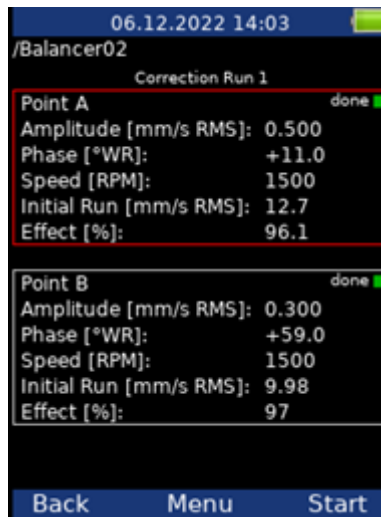 06.12.2022 14:03
/Balancer02
Correction Run 1
Point A done
Amplitude [mm/s RMS]: 0.500
Phase [°WR]: +11.0
Speed [RPM]: 1500
Initial Run [mm/s RMS]: 12.7
Effect [%]: 96.1
Point B done
Amplitude [mm/s RMS]: 0.300
Phase [°WR]: +59.0
Speed [RPM]: 1500
Initial Run [mm/s RMS]: 9.98
Effect [%]: 97
Back Menu Start